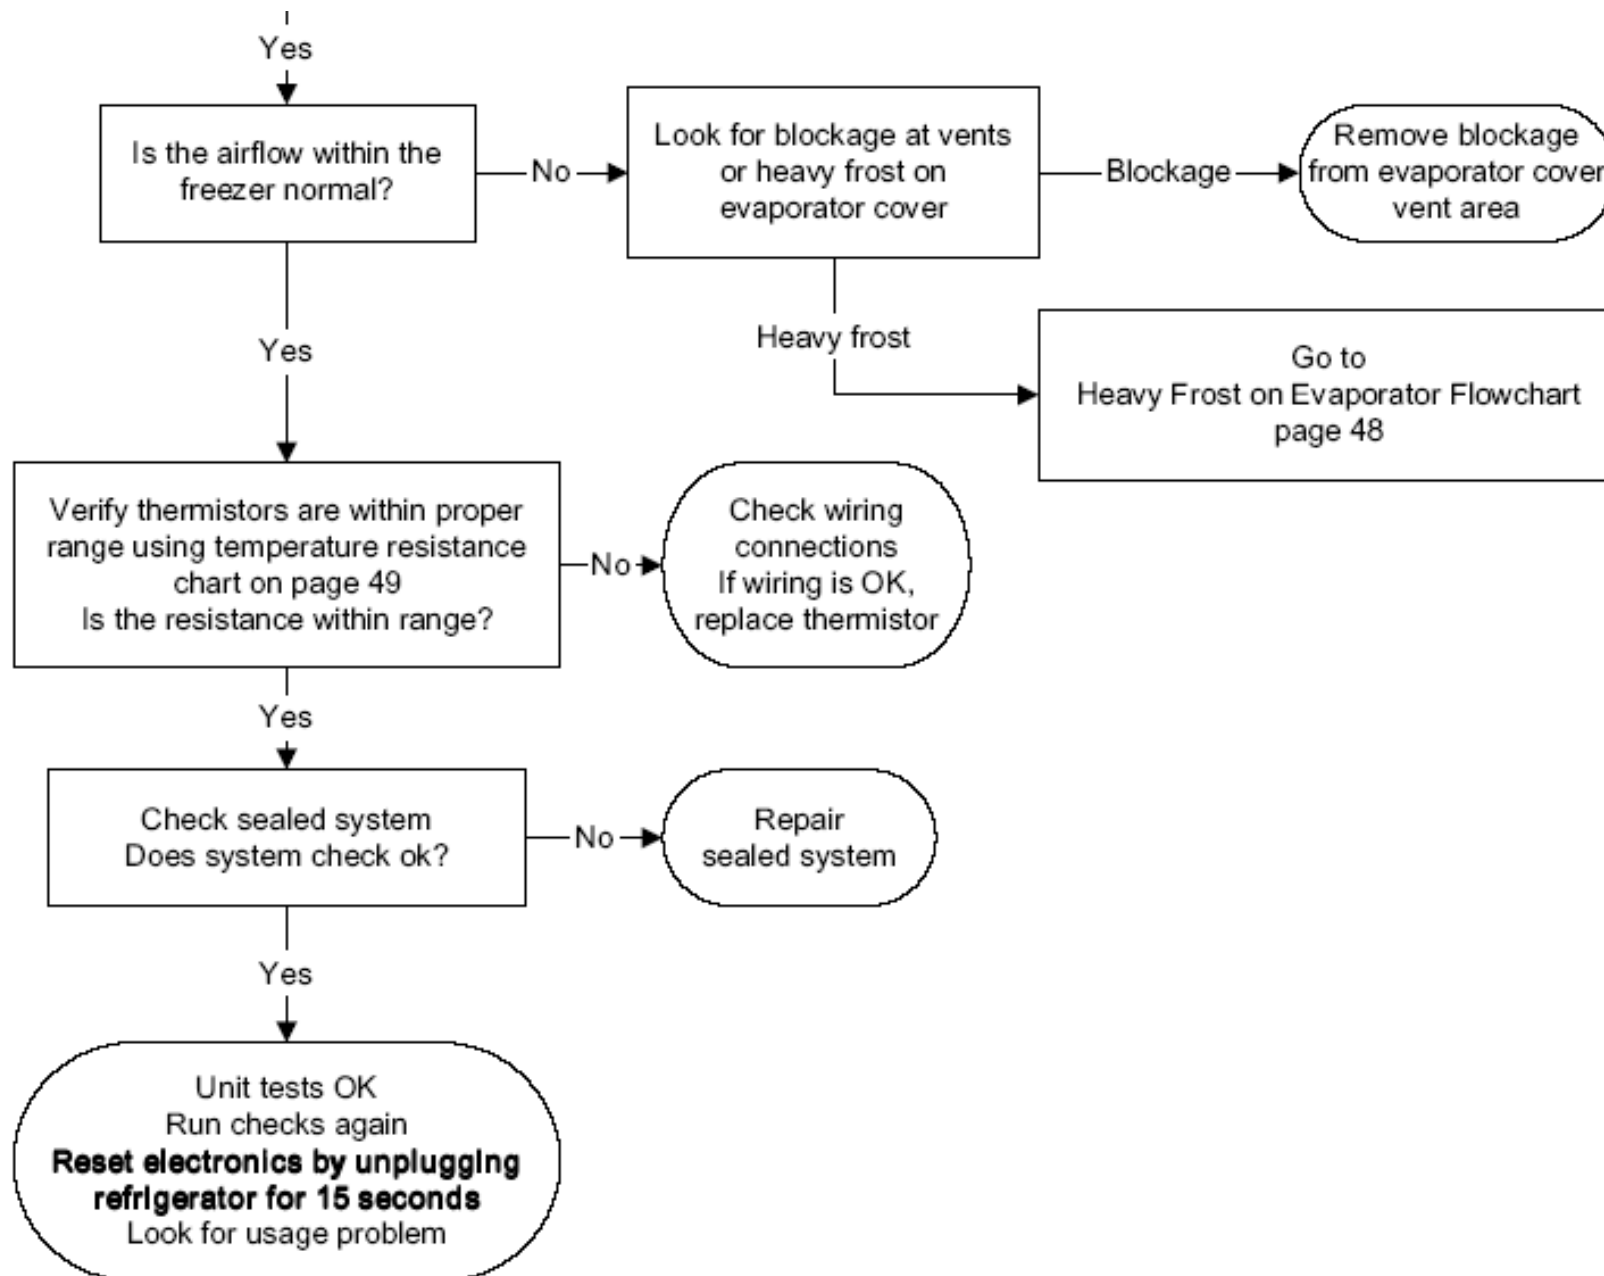 Yes
Is the airflow within the
freezer normal?
No
Look for blockage at vents
or heavy frost on
evaporator cover
Blockage
Remove blockage
from evaporator cover
vent area
Heavy frost
Go to
Heavy Frost on Evaporator Flowchart
page 48
Yes
Verify thermistors are within proper
range using temperature resistance
chart on page 49
Is the resistance within range?
No
Check wiring
connections
If wiring is OK,
replace thermistor
Yes
Check sealed system
Does system check ok?
No
Repair
sealed system
Yes
Unit tests OK
Run checks again
Reset electronics by unplugging
refrigerator for 15 seconds
Look for usage problem